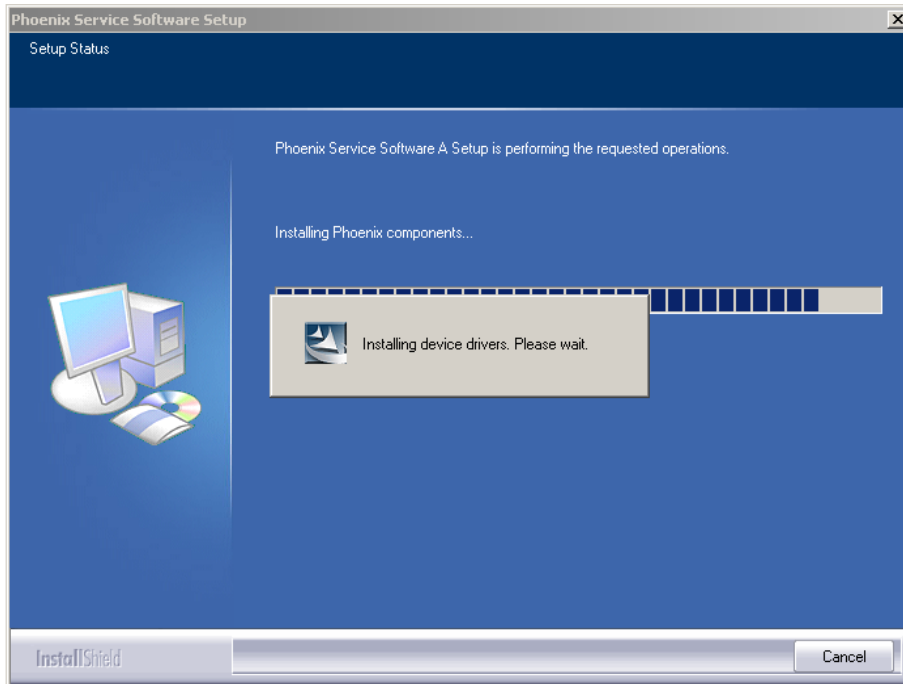 Phoenix Service Software Setup
Setup Status
Phoenix Service Software A Setup is performing the requested operations.
Installing Phoenix components...
Installing device drivers. Please wait.
InstallShield
Cancel